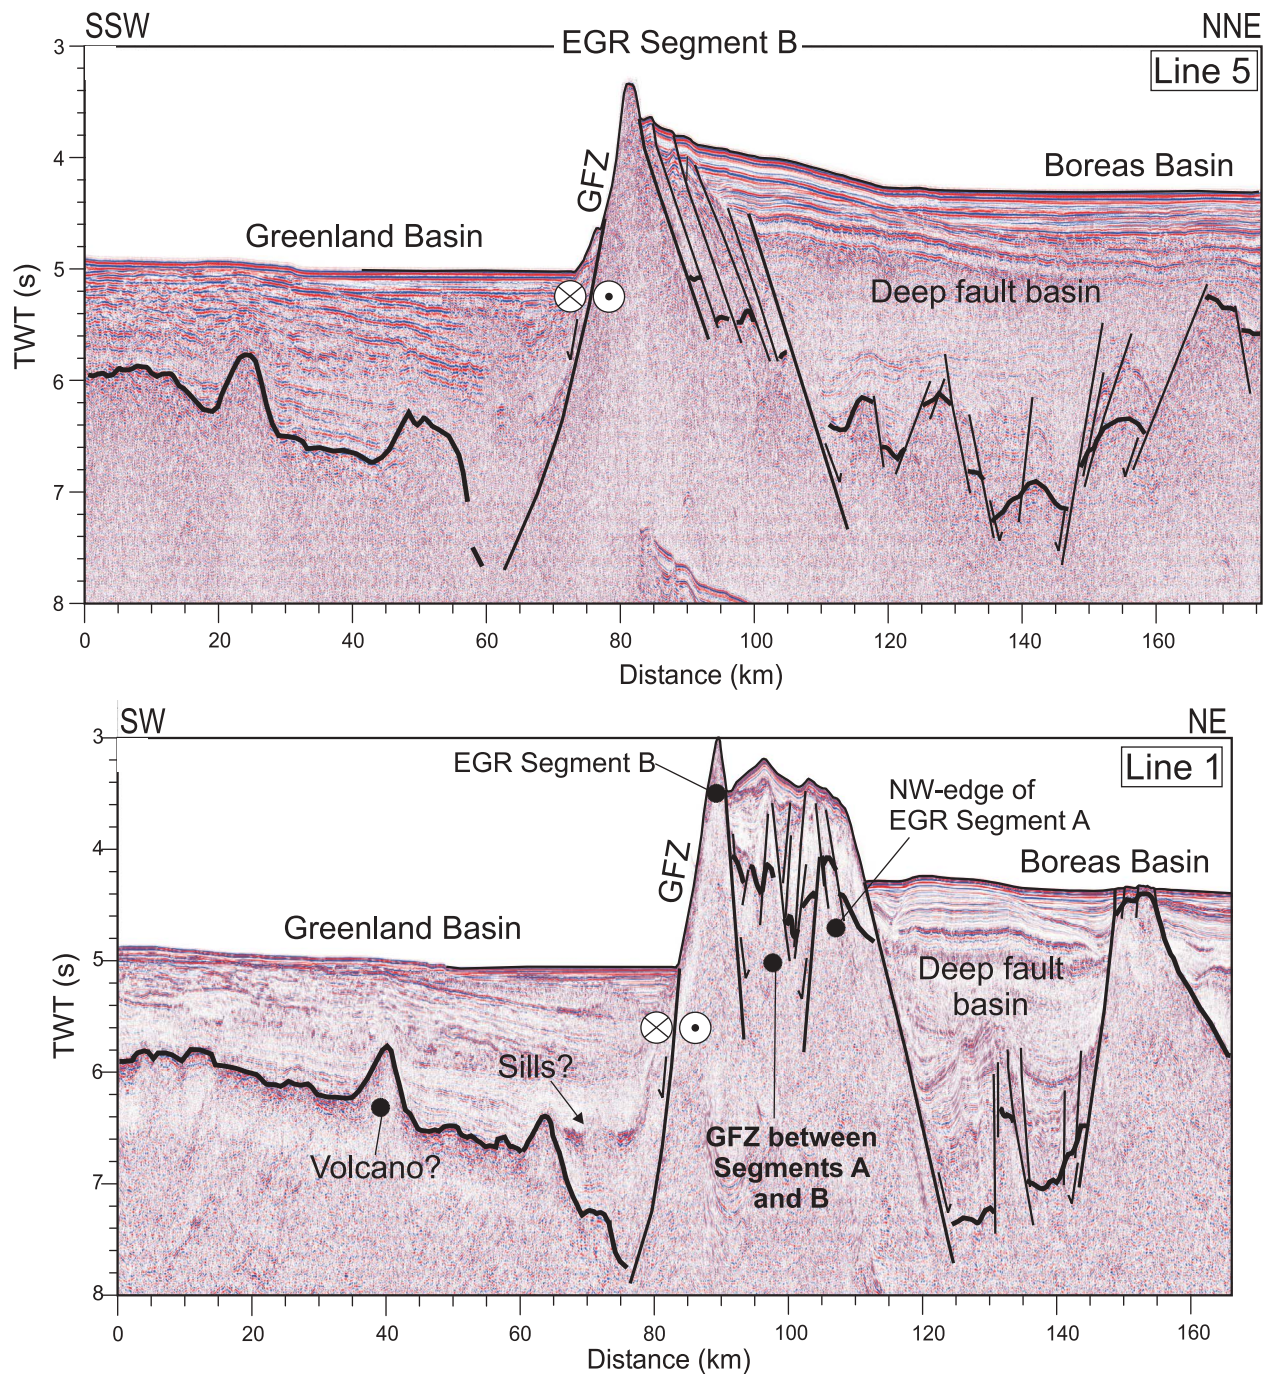 SSW
NNE
EGR Segment B
Line 5
3
4
5
6
7
8
TWT (s)
GFZ
Boreas Basin
Greenland Basin
Deep fault basin
0
20
40
60
80
100
120
140
160
Distance (km)
SW
NE
EGR Segment B
Line 1
NW-edge of
EGR Segment A
3
4
5
6
7
8
TWT (s)
GFZ
Boreas Basin
Greenland Basin
Deep fault
basin
Sills?
Volcano?
GFZ between
Segments A
and B
0
20
40
60
80
100
120
140
160
Distance (km)